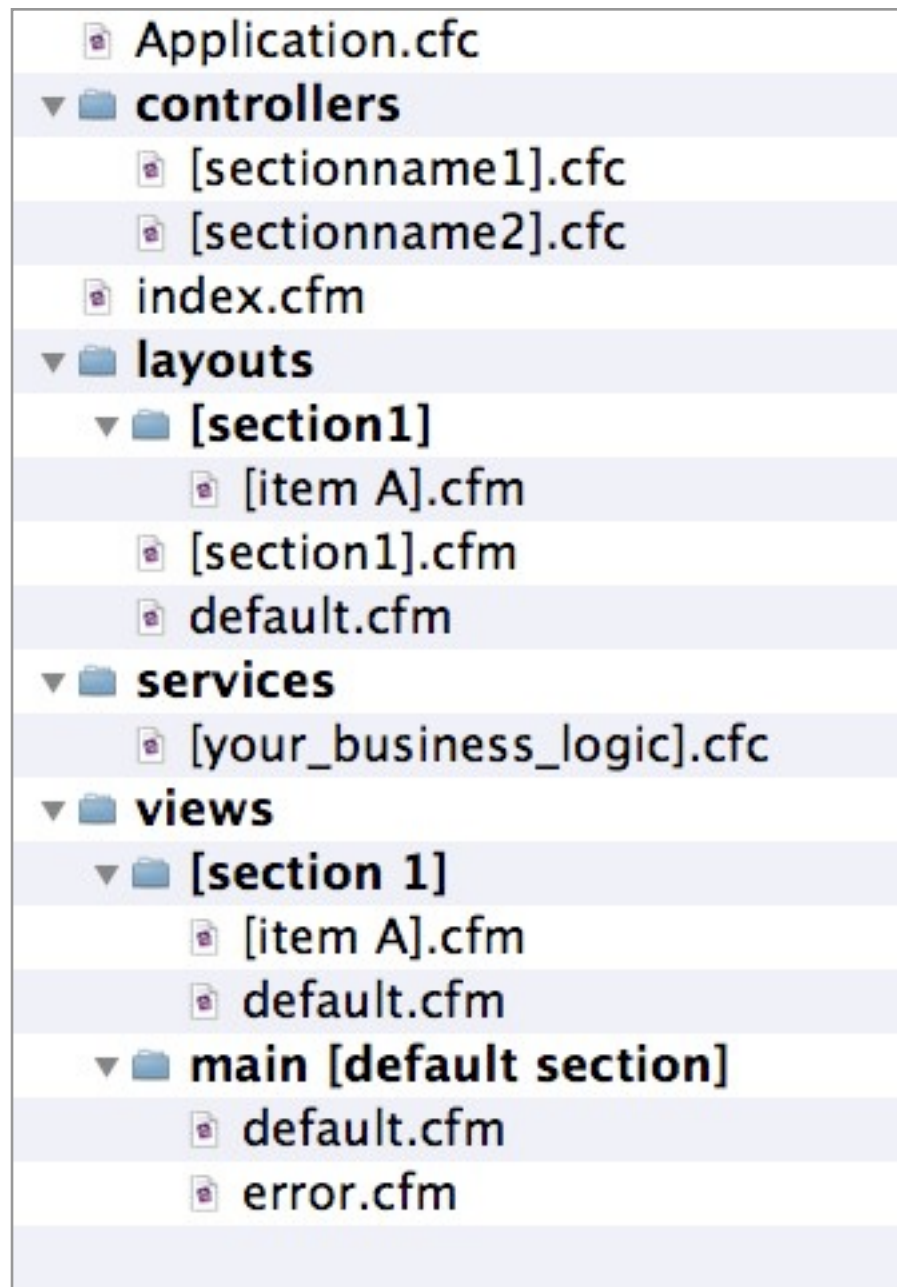 Application.cfc
controllers
[sectionname1].cfc
[sectionname2].cfc
index.cfm
layouts
[section1]
[item A].cfm
[section1].cfm
default.cfm
services
[your_business_logic].cfc
views
[section 1]
[item A].cfm
default.cfm
main [default section]
default.cfm
error.cfm